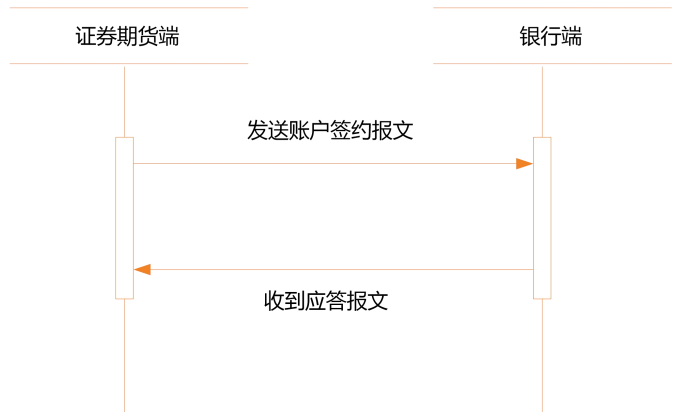 证券期货端
银行端
发送账户签约报文
收到应答报文